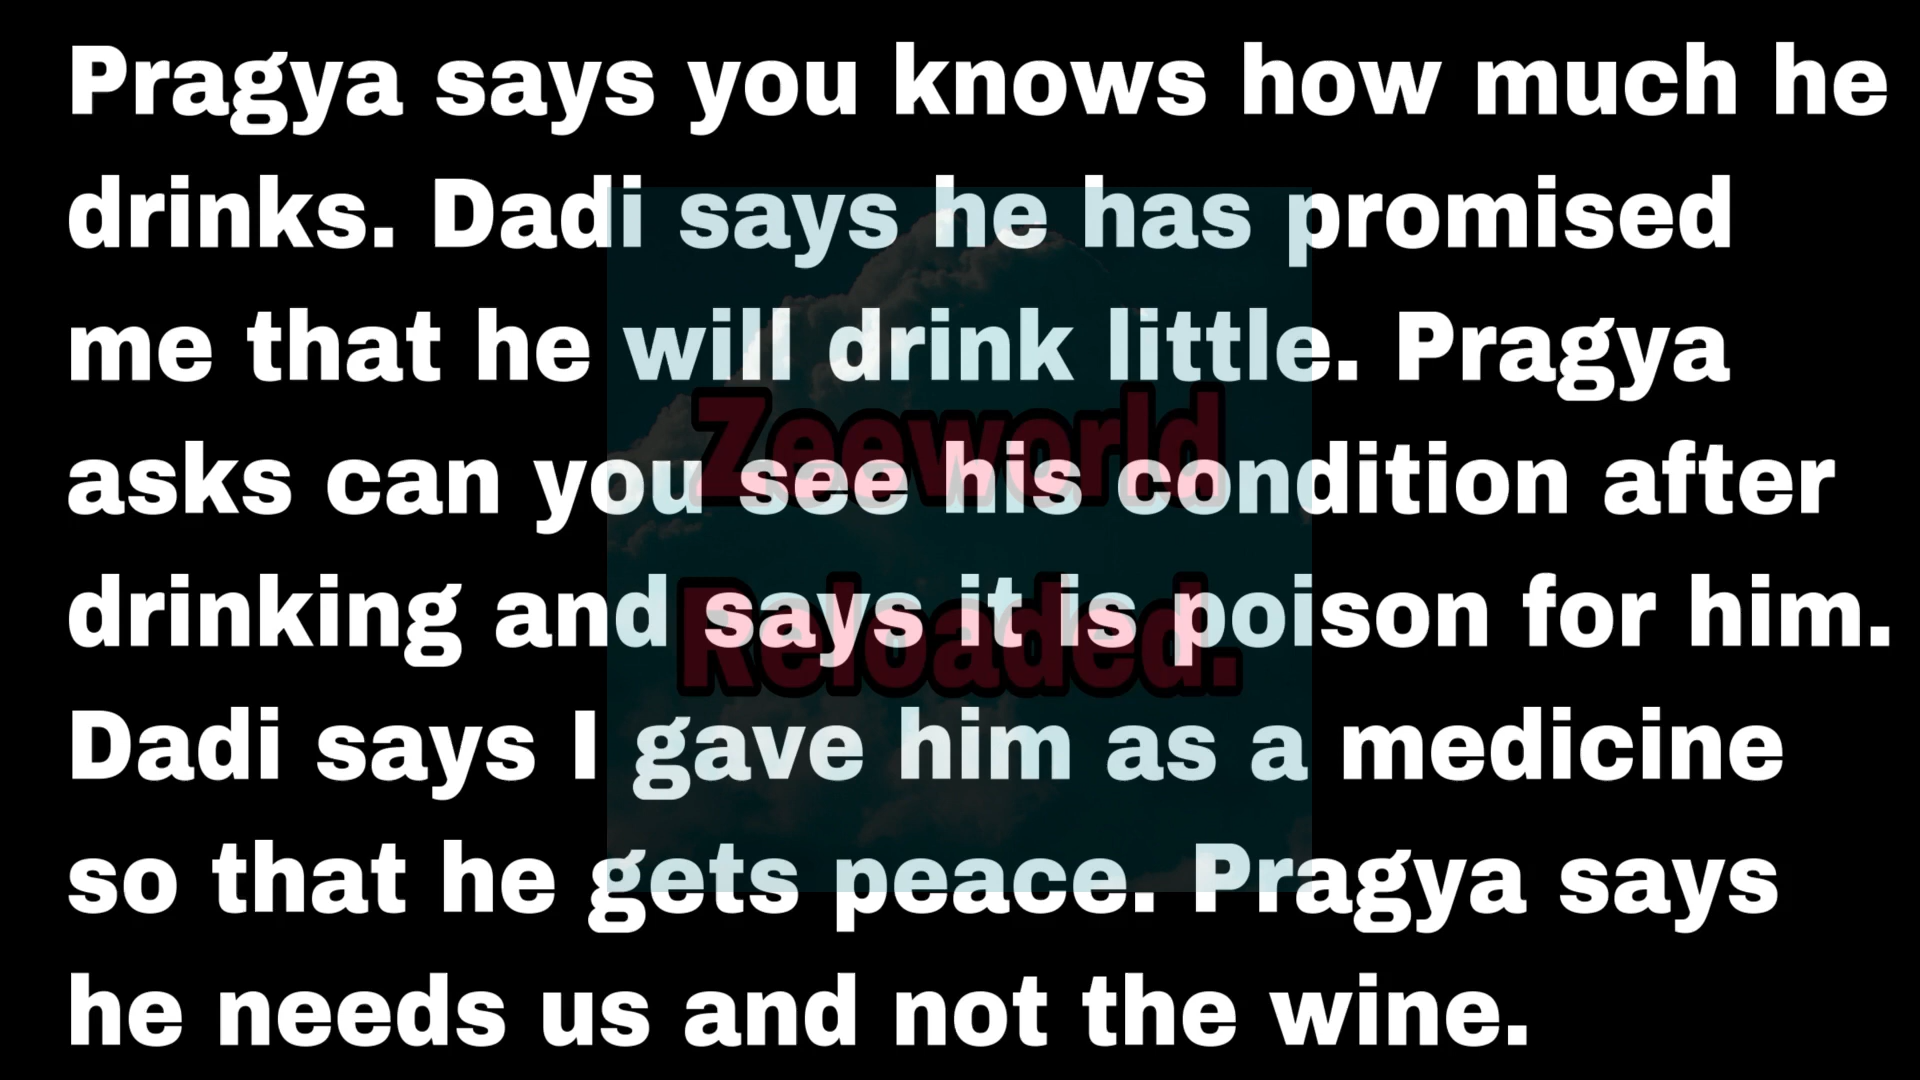 Pragya says you knows how much he
drinks. Dadi says he has promised
me that he will drink little. Pragya
asks can you see his condition after
drinking and says it is poison for him.
Dadi says I gave him as a medicine
so that he gets peace. Pragya says
he needs us and not the wine.
Zeeworld
Reloaded.